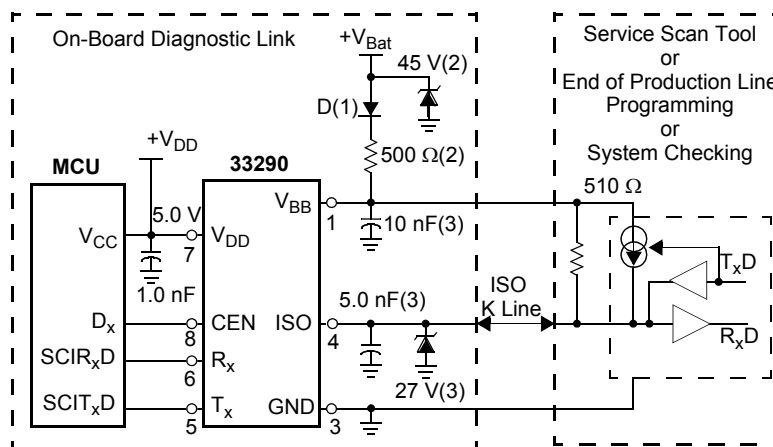 On-Board Diagnostic Link
+VBat
45 V(2)
D(1)
500 Ω(2)
+VDD
MCU
33290
VCC
5.0 V
VDD
7
VBB
1
10 nF(3)
1.0 nF
5.0 nF(3)
Dx
8
CEN
ISO
4
SCIRxD
6
Rx
27 V(3)
SCITxD
5
Tx
GND
3
ISO
K Line
Service Scan Tool
or
End of Production Line
Programming
or
System Checking
510 Ω
TxD
RxD